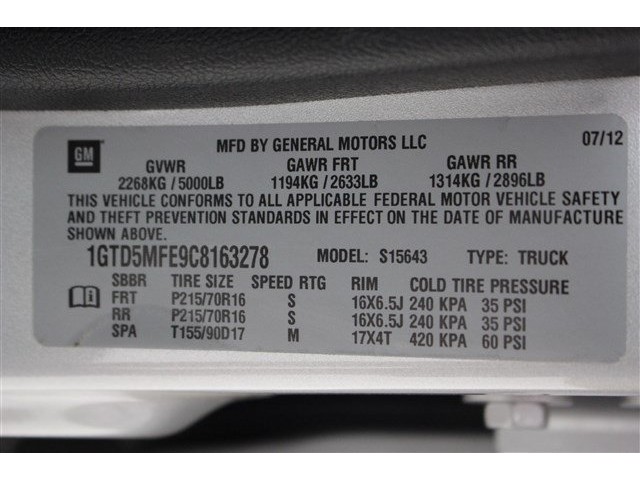 GM
MFD BY GENERAL MOTORS LLC 07/12
GVWR GAWR FRT GAWR RR
2268KG / 5000LB 1194KG / 2633LB 1314KG / 2896LB
THIS VEHICLE CONFORMS TO ALL APPLICABLE FEDERAL MOTOR VEHICLE SAFETY
AND THEFT PREVENTION STANDARDS IN EFFECT ON THE DATE OF MANUFACTURE
SHOWN ABOVE.
1GTD5MFE9C8163278 MODEL: S15643 TYPE: TRUCK
SBBR TIRE SIZE SPEED RTG RIM COLD TIRE PRESSURE
FRT P215/70R16 S 16X6.5J 240 KPA 35 PSI
RR P215/70R16 S 16X6.5J 240 KPA 35 PSI
SPA T155/90D17 M 17X4T 420 KPA 60 PSI